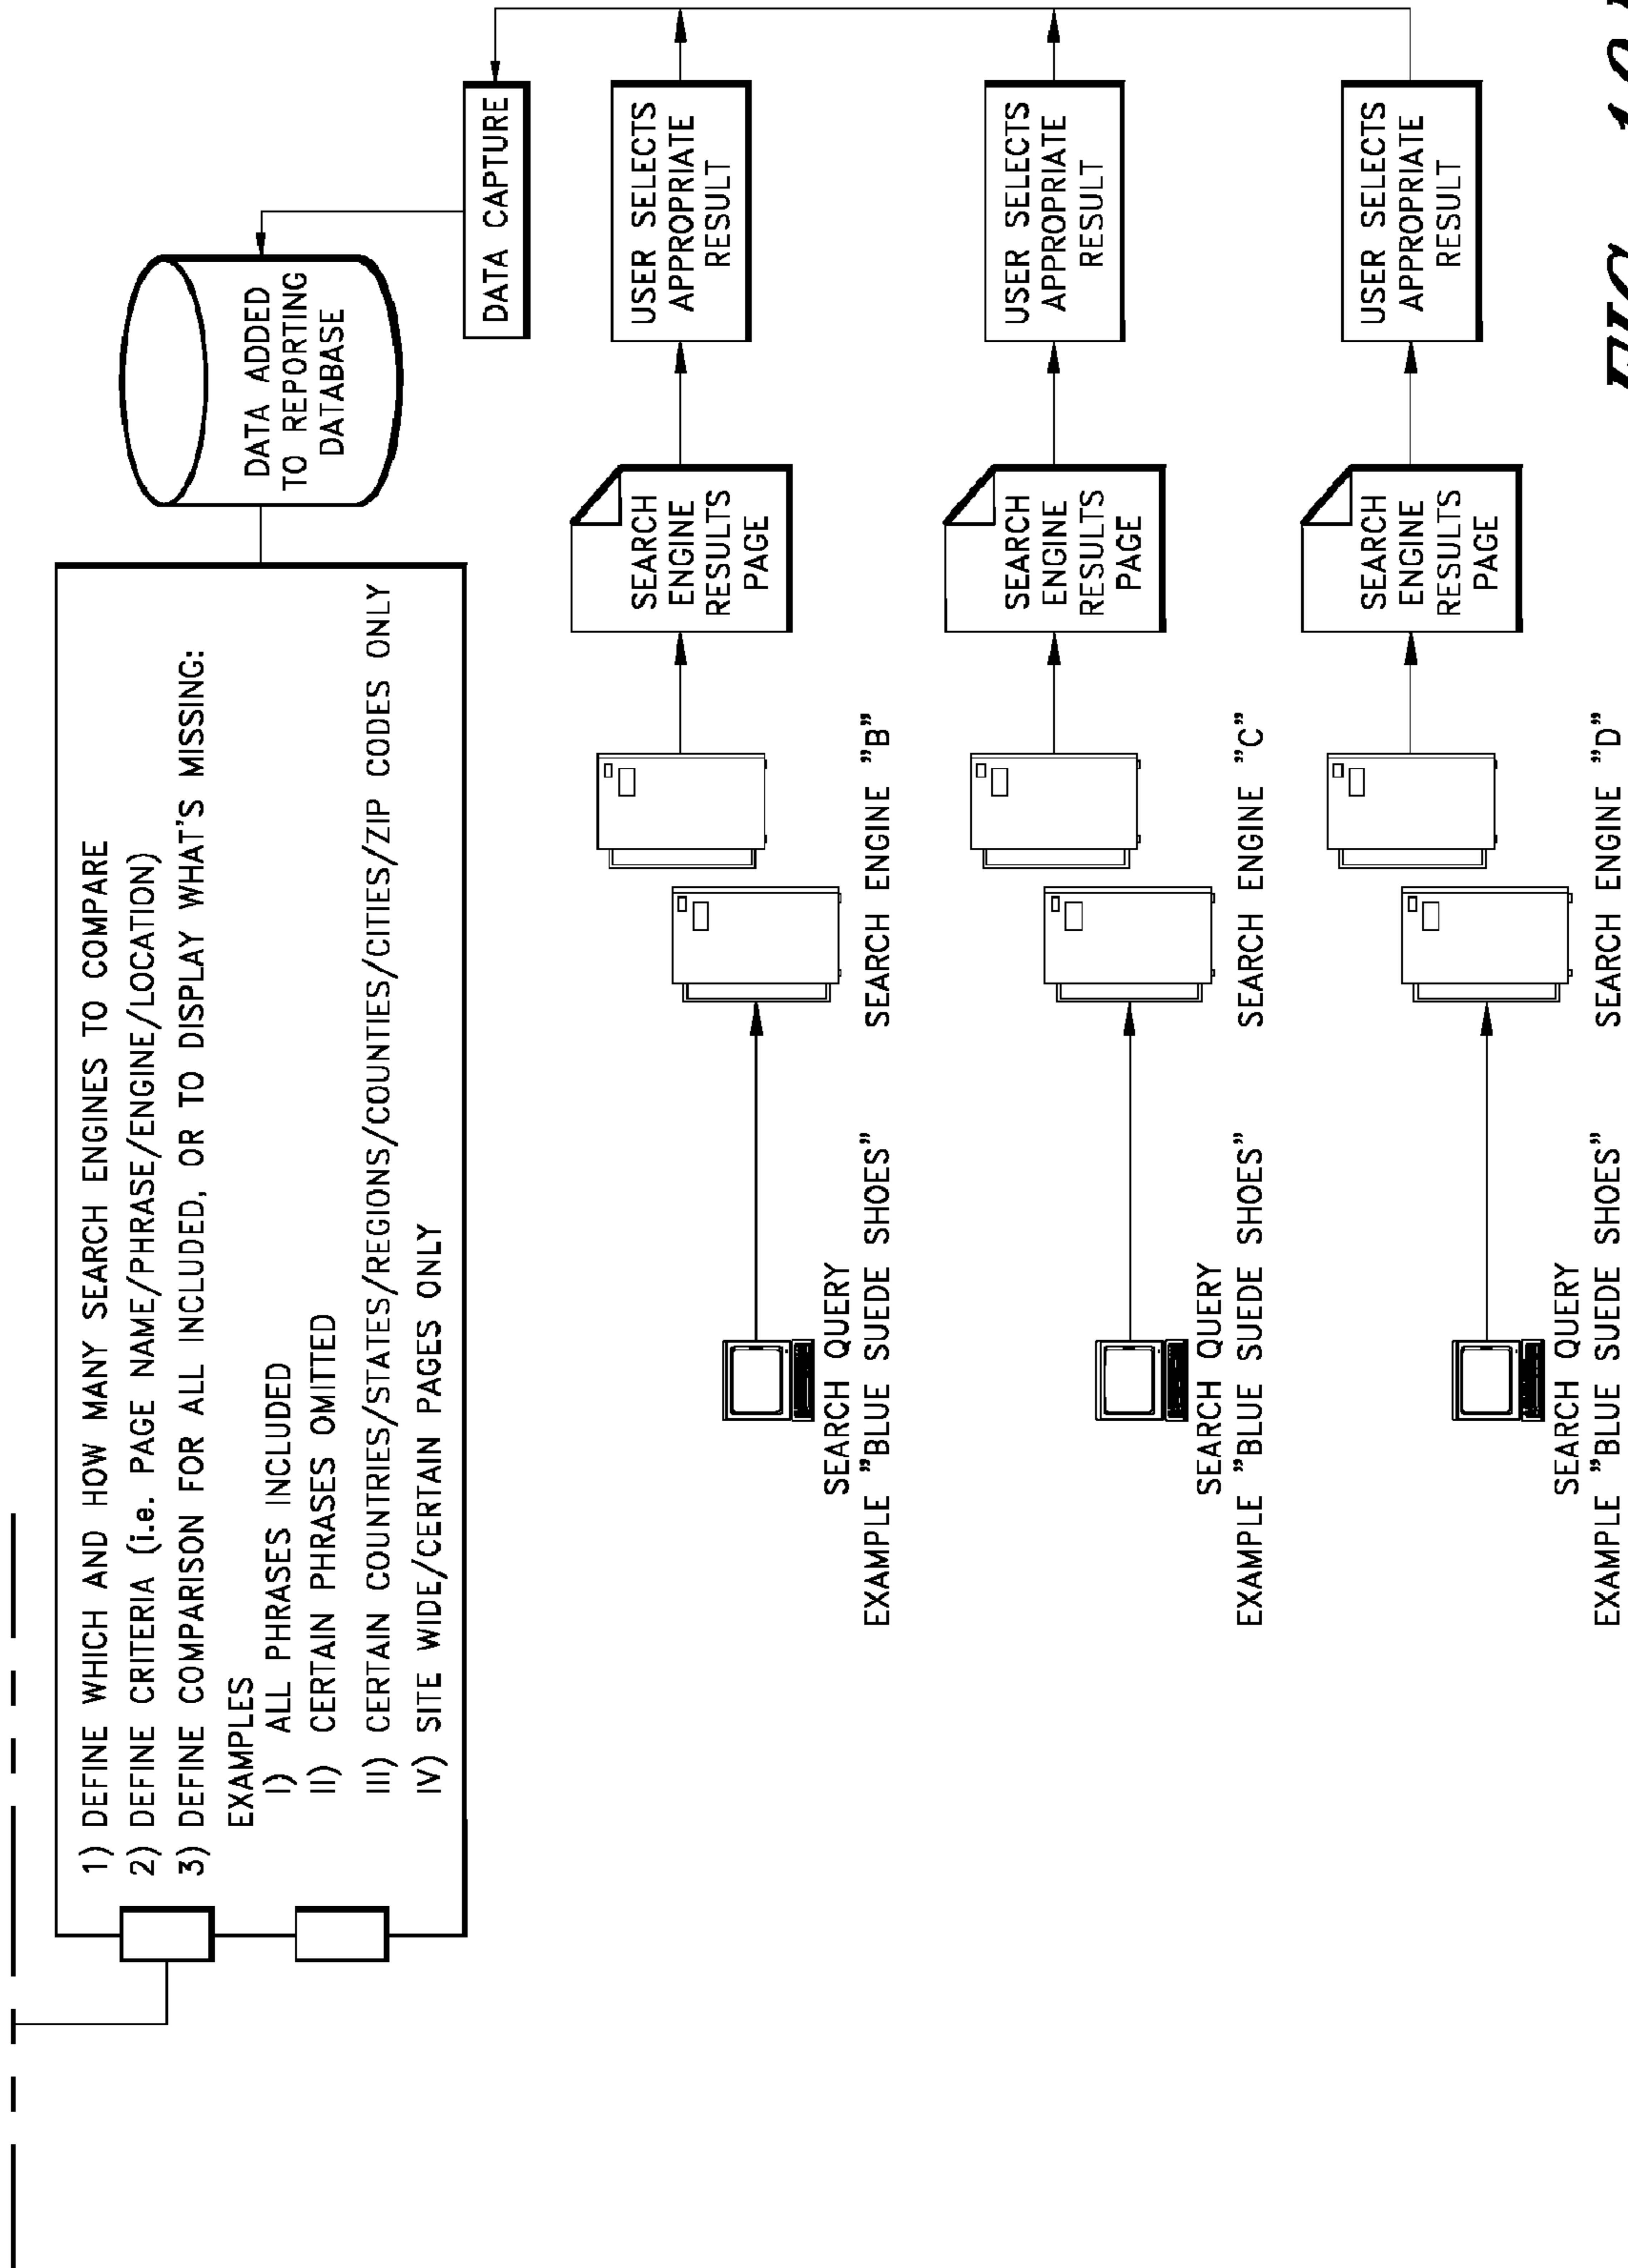 1) DEFINE WHICH AND HOW MANY SEARCH ENGINES TO COMPARE
2) DEFINE CRITERIA (i.e. PAGE NAME/PHRASE/ENGINE/LOCATION)
3) DEFINE COMPARISON FOR ALL INCLUDED, OR TO DISPLAY WHAT'S MISSING:
EXAMPLES
I) ALL PHRASES INCLUDED
II) CERTAIN PHRASES OMITTED
III) CERTAIN COUNTRIES/STATES/REGIONS/COUNTIES/CITIES/ZIP CODES ONLY
IV) SITE WIDE/CERTAIN PAGES ONLY
DATA ADDED
TO REPORTING
DATABASE
DATA CAPTURE
SEARCH QUERY
EXAMPLE "BLUE SUEDE SHOES"
SEARCH ENGINE "B"
SEARCH
ENGINE
RESULTS
PAGE
USER SELECTS
APPROPRIATE
RESULT
SEARCH QUERY
EXAMPLE "BLUE SUEDE SHOES"
SEARCH ENGINE "C"
SEARCH
ENGINE
RESULTS
PAGE
USER SELECTS
APPROPRIATE
RESULT
SEARCH QUERY
EXAMPLE "BLUE SUEDE SHOES"
SEARCH ENGINE "D"
SEARCH
ENGINE
RESULTS
PAGE
USER SELECTS
APPROPRIATE
RESULT